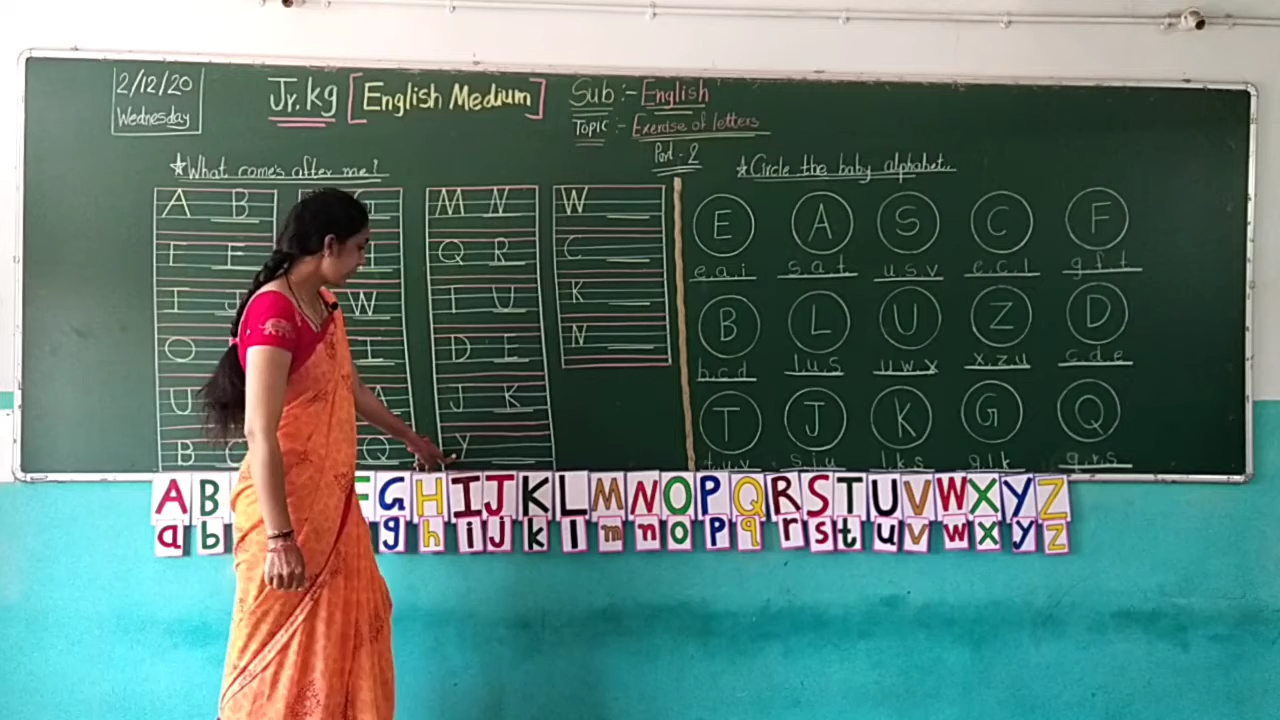 2/12/20
Wednesday
Jr.kg [English Medium]
Sub :- English
Topic :- Exercise of letters
Part - 2
★What come's after me?
A B
I J
O
U
B C
W
I
A
Q
M N
Q R
T U
D E
J K
Y
W
C
K
N
★Circle the baby alphabet.
E A S C F
e.a.i s.a.t u.s.v e.c.l g.f.t
B L U Z D
b.c.d l.u.s u.w.x x.z.u c.d.e
T J K G Q
t.u.v s.j.u l.k.s g.l.k q.r.s
A B F G H I J K L M N O P Q R S T U V W X Y Z
a b g h i j k l m n o p q r s t u v w x y z